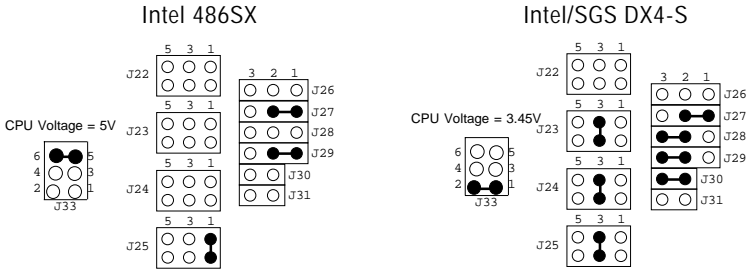 Intel 486SX
5 3 1
J22
3 2 1
J26
J27
J28
J29
J30
J31
5 3 1
J23
5 3 1
J24
5 3 1
J25
CPU Voltage = 5V
6 5
4 3
2 1
J33
Intel/SGS DX4-S
5 3 1
J22
3 2 1
J26
J27
J28
J29
J30
J31
5 3 1
J23
5 3 1
J24
5 3 1
J25
CPU Voltage = 3.45V
6 5
4 3
2 1
J33